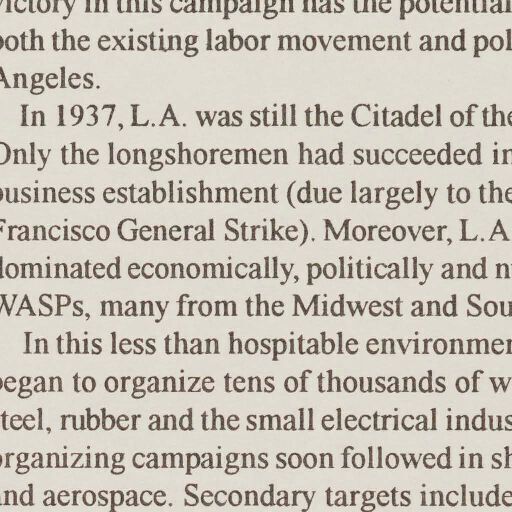 victory in this campaign has the potential
both the existing labor movement and pol
Angeles.
In 1937, L.A. was still the Citadel of the
Only the longshoremen had succeeded in
business establishment (due largely to the
Francisco General Strike). Moreover, L.A
dominated economically, politically and n
WASPs, many from the Midwest and Sou
In this less than hospitable environmen
began to organize tens of thousands of w
steel, rubber and the small electrical indus
organizing campaigns soon followed in sh
and aerospace. Secondary targets include